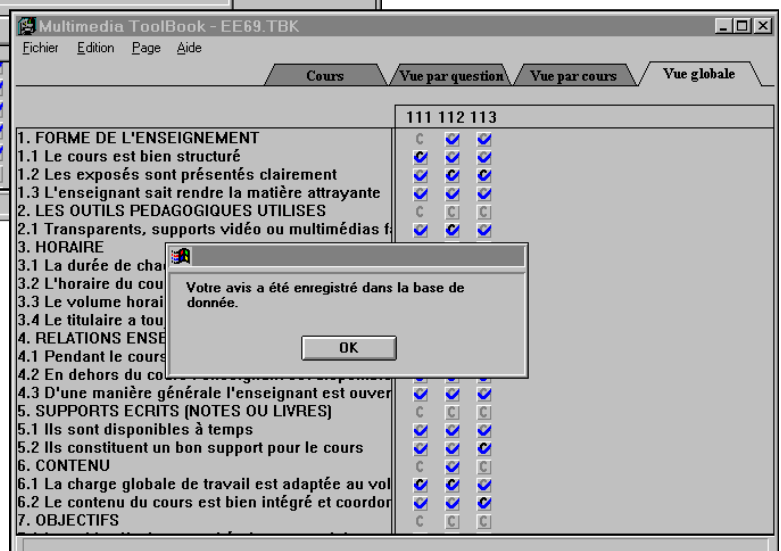 Multimedia ToolBook - EE69.TBK
Fichier Edition Page Aide
Cours Vue par question Vue par cours Vue globale
111 112 113
1. FORME DE L'ENSEIGNEMENT C
1.1 Le cours est bien structuré C
1.2 Les exposés sont présentés clairement C C
1.3 L'enseignant sait rendre la matière attrayante
2. LES OUTILS PEDAGOGIQUES UTILISES C C C
2.1 Transparents, supports vidéo ou multimédias C
3. HORAIRE
3.1 La durée de
3.2 L'horaire du
3.3 Le volume
3.4 Le titulaire a
4. RELATIONS
4.1 Pendant le cours
4.2 En dehors du
4.3 D'une manière générale l'enseignant est
5. SUPPORTS ECRITS (NOTES OU LIVRES) C C C
5.1 Ils sont disponibles à temps
5.2 Ils constituent un bon support pour le cours C
6. CONTENU C C
6.1 La charge globale de travail est adaptée au C C
6.2 Le contenu du cours est bien intégré et C
7. OBJECTIFS C C C
Votre avis a été enregistré dans la base de
donnée.
OK